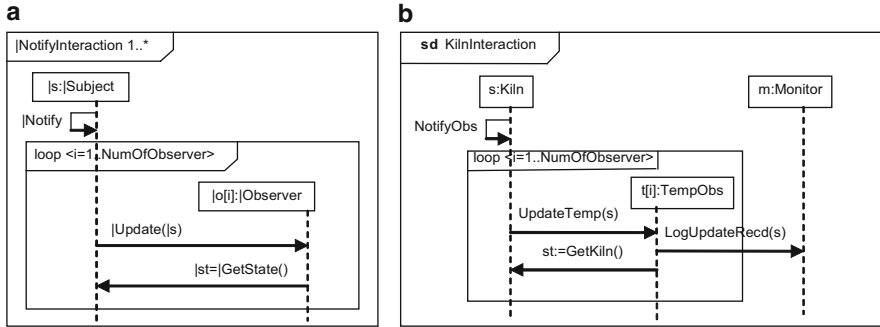 a
|NotifyInteraction 1..*
|s:|Subject
|Notify
loop <i=1..NumOfObserver>
|o[i]:|Observer
|Update(|s)
|st=|GetState()
b
sd KilnInteraction
s:Kiln
m:Monitor
NotifyObs
loop <i=1..NumOfObserver>
t[i]:TempObs
UpdateTemp(s)
LogUpdateRecd(s)
st:=GetKiln()